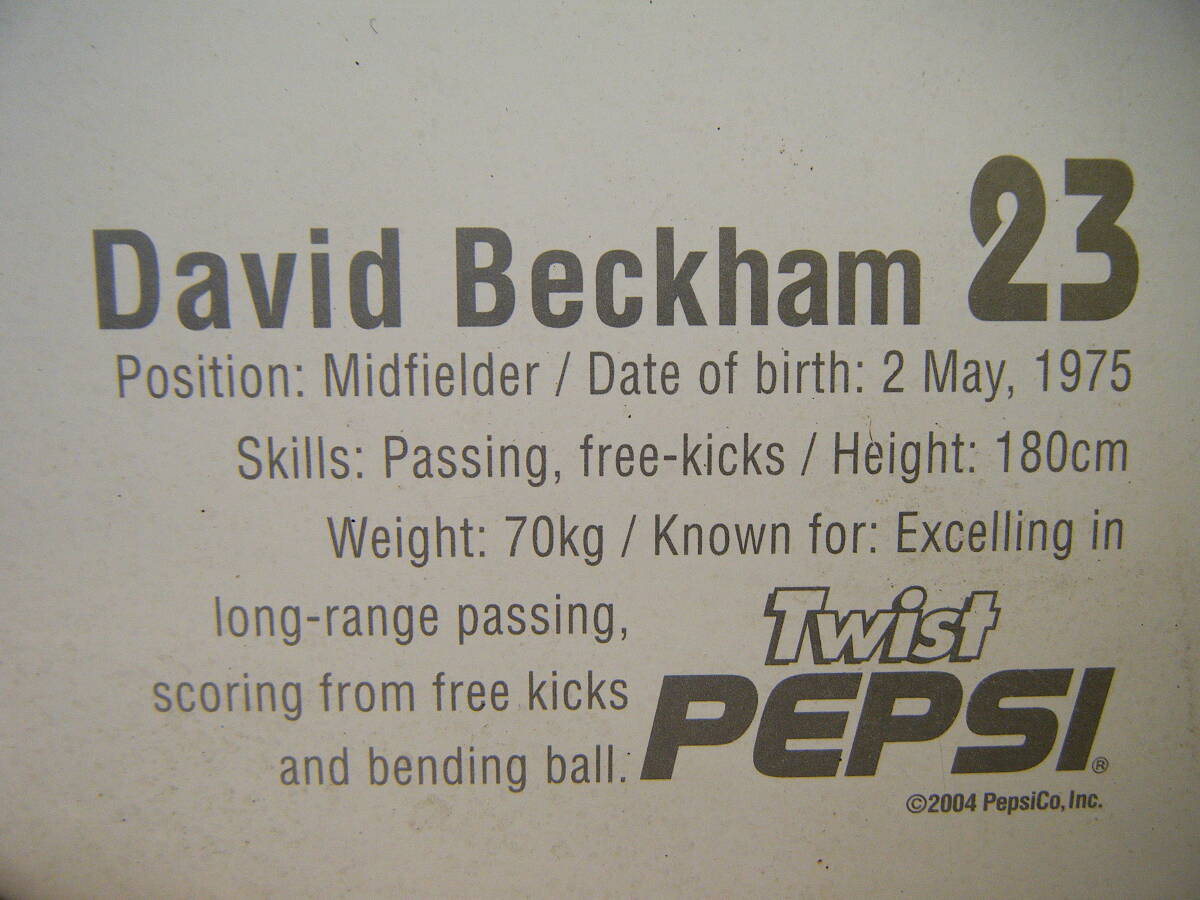 David Beckham 23
Position: Midfielder / Date of birth: 2 May, 1975
Skills: Passing, free-kicks / Height: 180cm
Weight: 70kg / Known for: Excelling in
long-range passing,
scoring from free kicks
and bending ball.
Twist
PEPSI®
©2004 PepsiCo, Inc.